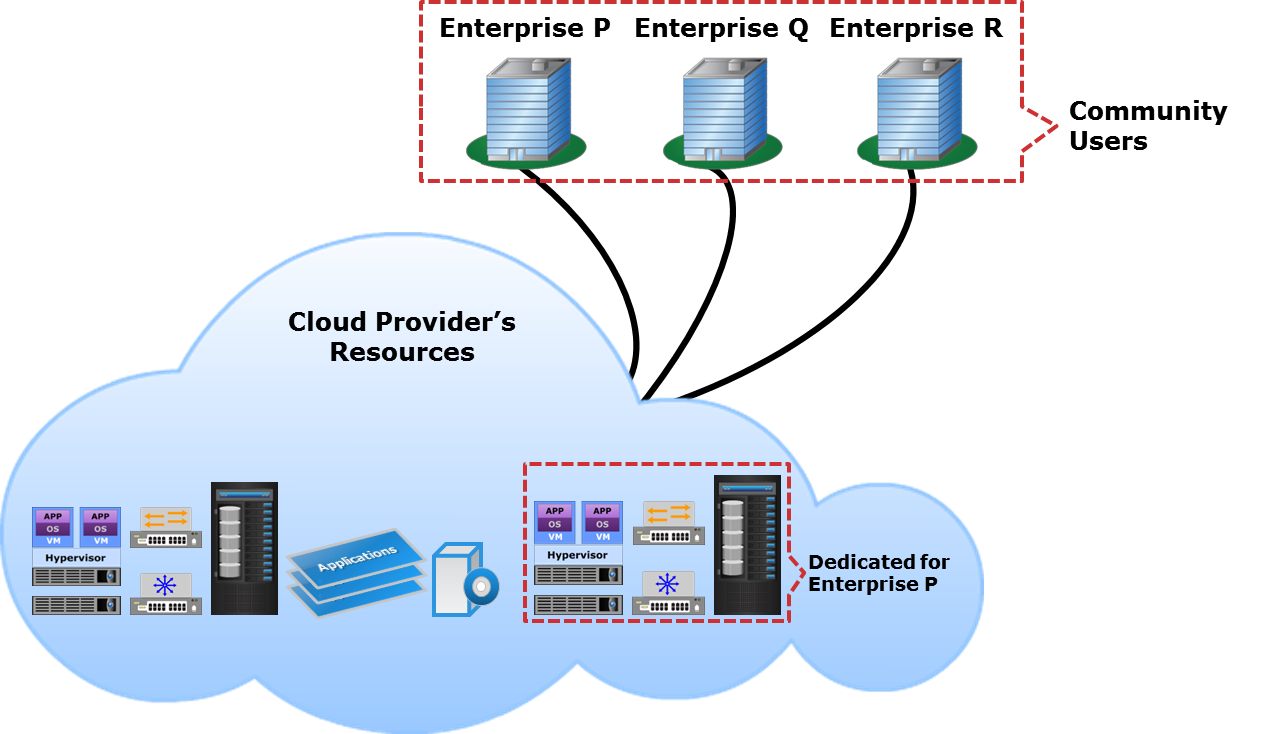 Enterprise P Enterprise Q Enterprise R
Community
Users
Cloud Provider’s
Resources
APP APP
OS OS
VM VM
Hypervisor
Applications
APP APP
OS OS
VM VM
Hypervisor
Dedicated for
Enterprise P